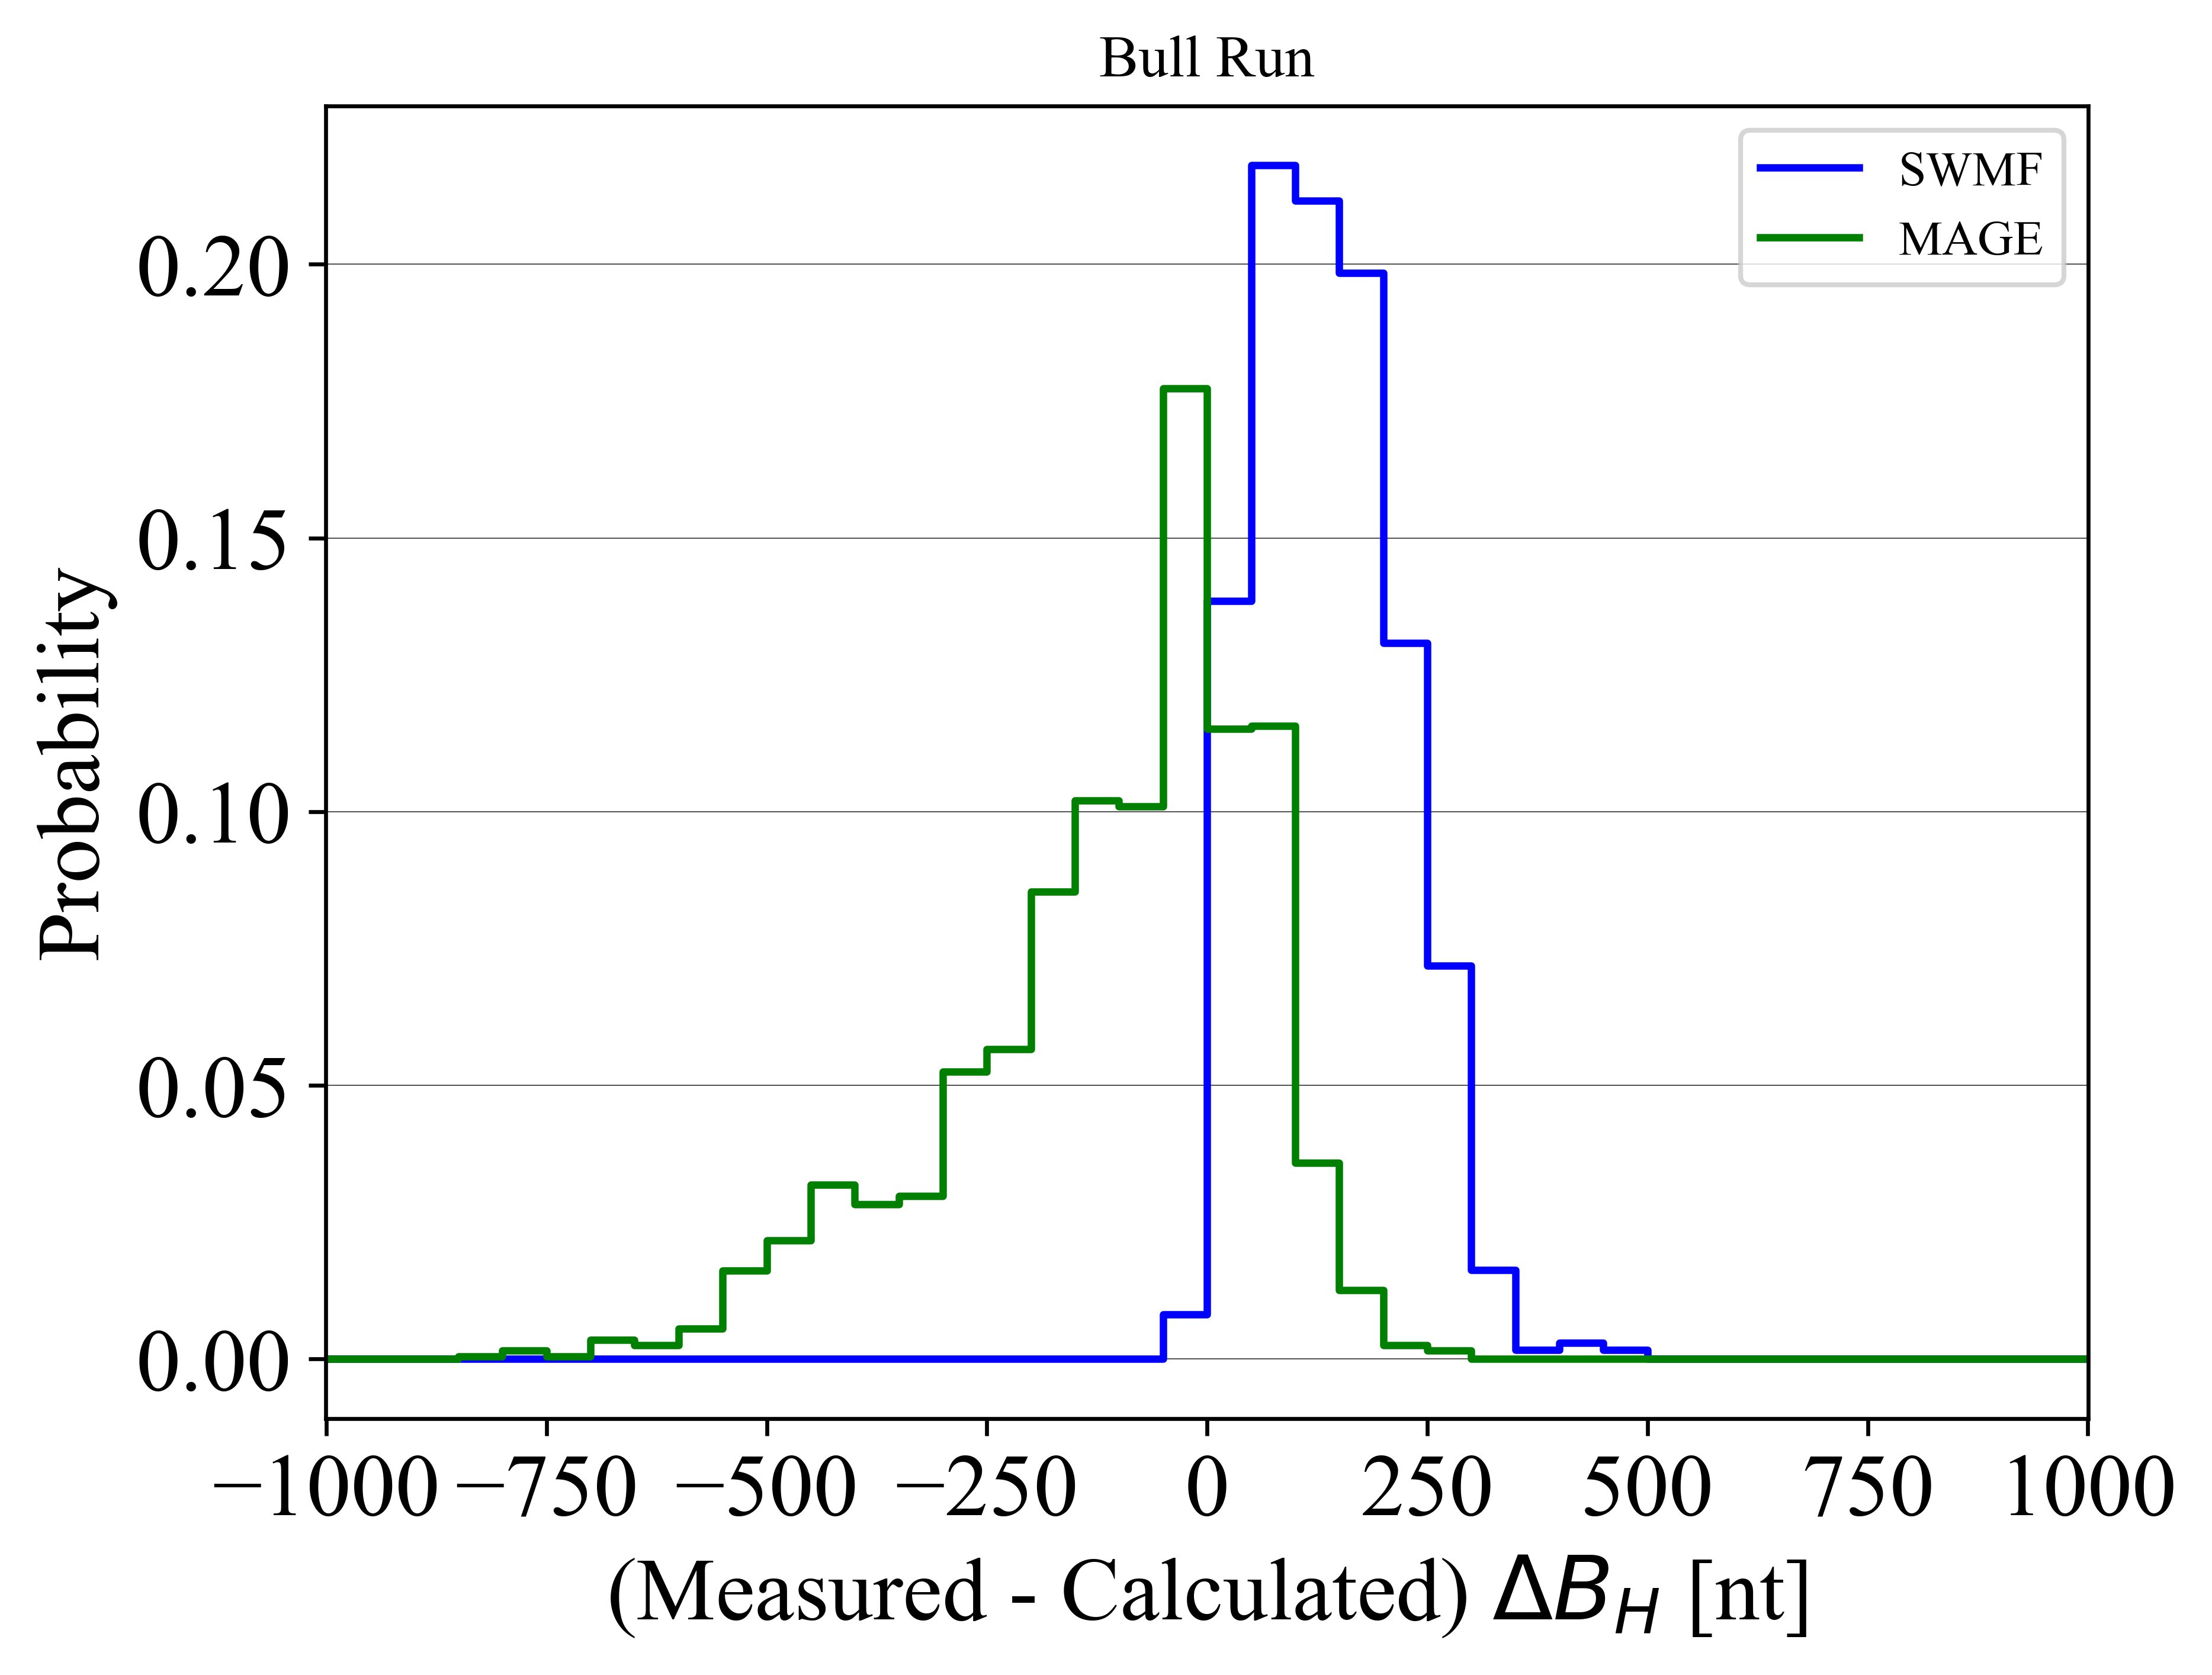 Bull Run
SWMF
MAGE
Probability
0.20
0.15
0.10
0.05
0.00
−1000 −750 −500 −250 0 250 500 750 1000
(Measured - Calculated) ΔB_H [nt]